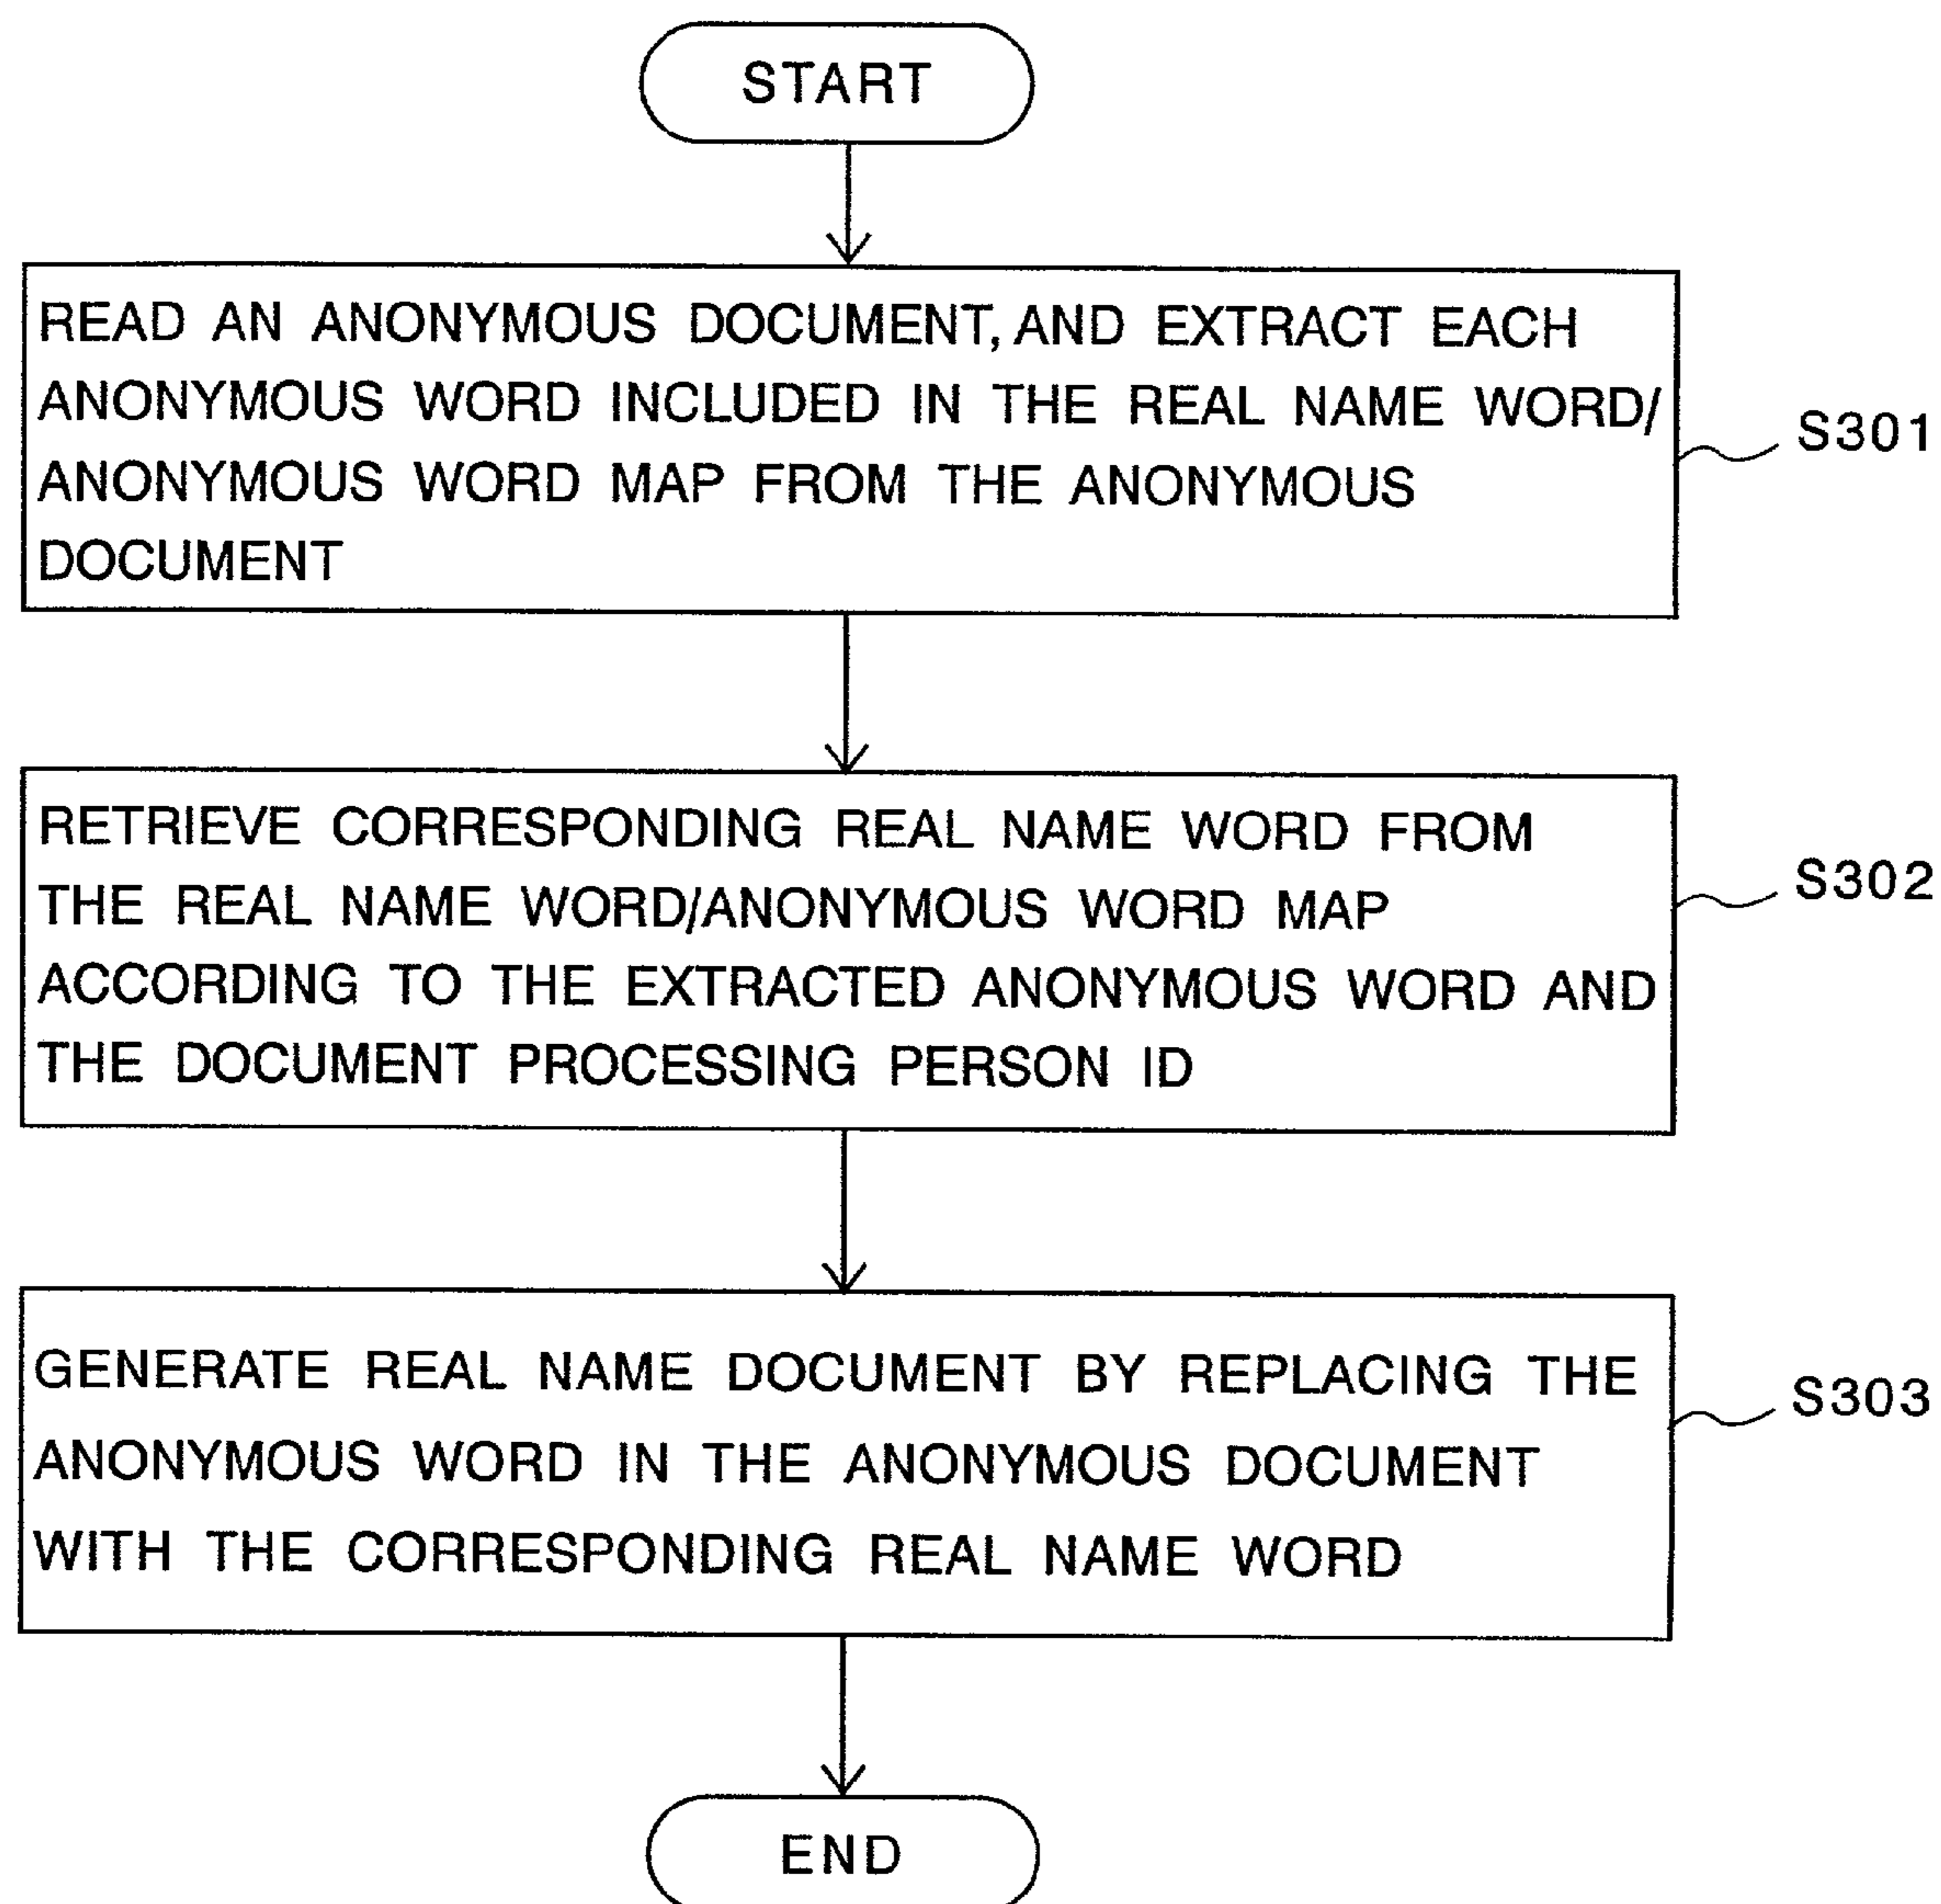 START
READ AN ANONYMOUS DOCUMENT, AND EXTRACT EACH
ANONYMOUS WORD INCLUDED IN THE REAL NAME WORD/
ANONYMOUS WORD MAP FROM THE ANONYMOUS
DOCUMENT
S301
RETRIEVE CORRESPONDING REAL NAME WORD FROM
THE REAL NAME WORD/ANONYMOUS WORD MAP
ACCORDING TO THE EXTRACTED ANONYMOUS WORD AND
THE DOCUMENT PROCESSING PERSON ID
S302
GENERATE REAL NAME DOCUMENT BY REPLACING THE
ANONYMOUS WORD IN THE ANONYMOUS DOCUMENT
WITH THE CORRESPONDING REAL NAME WORD
S303
END